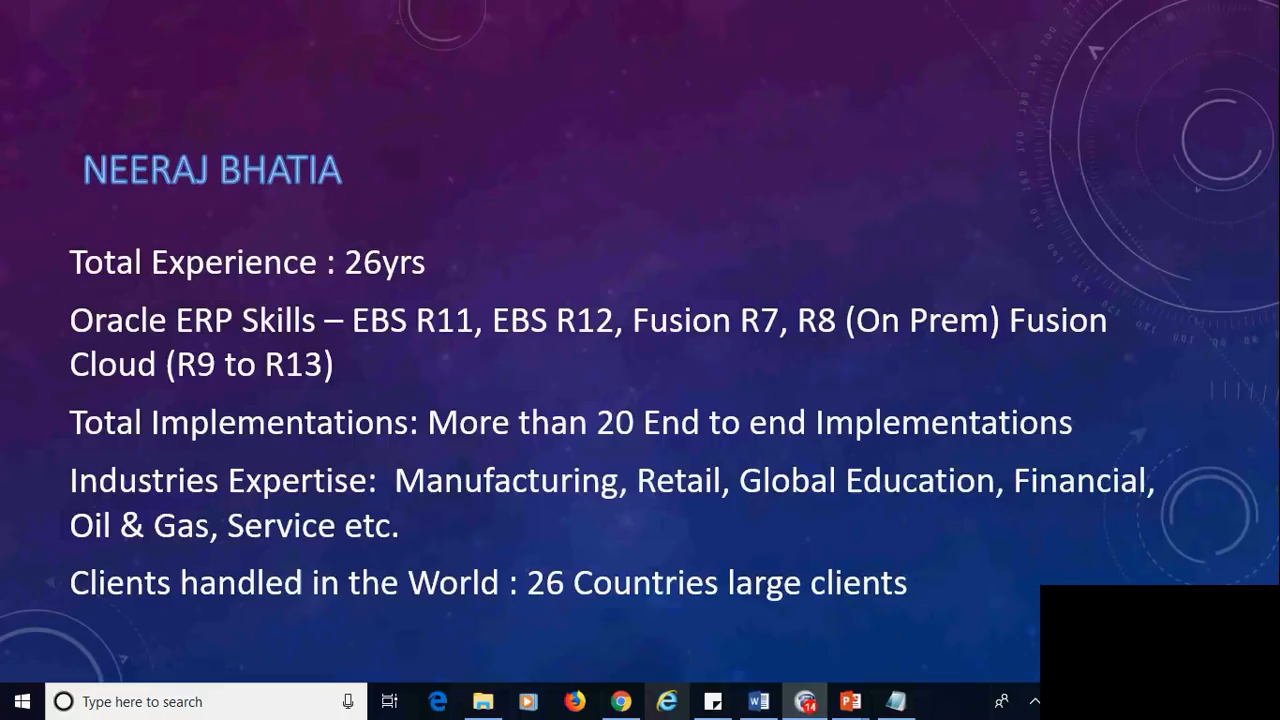 NEERAJ BHATIA
Total Experience : 26yrs
Oracle ERP Skills – EBS R11, EBS R12, Fusion R7, R8 (On Prem) Fusion
Cloud (R9 to R13)
Total Implementations: More than 20 End to end Implementations
Industries Expertise:  Manufacturing, Retail, Global Education, Financial,
Oil & Gas, Service etc.
Clients handled in the World : 26 Countries large clients
Type here to search
14